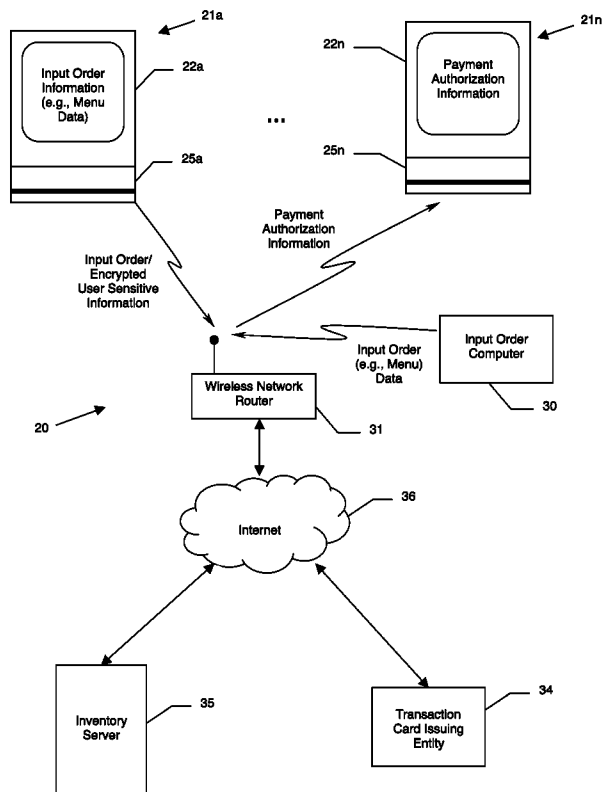 21a
21n
22a
22n
Input Order
Information
(e.g., Menu
Data)
Payment
Authorization
Information
...
25a
25n
Payment
Authorization
Information
Input Order/
Encrypted
User Sensitive
Information
Input Order
(e.g., Menu)
Data
Input Order
Computer
30
Wireless Network
Router
31
20
36
Internet
35
34
Inventory
Server
Transaction
Card Issuing
Entity